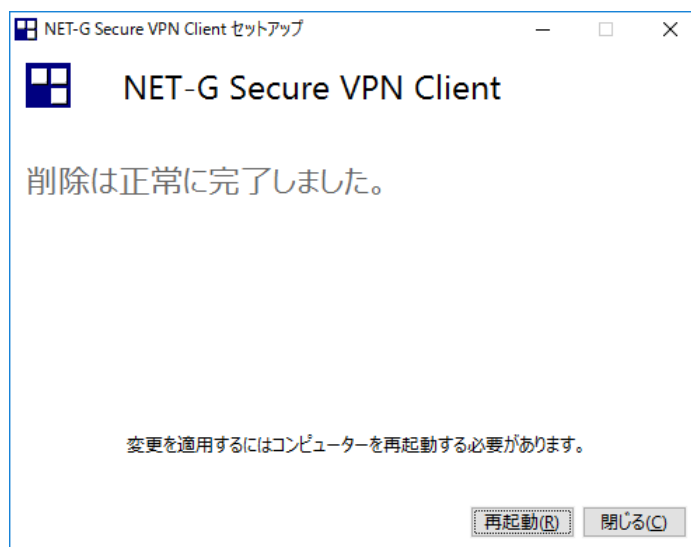 NET-G Secure VPN Client セットアップ
NET-G Secure VPN Client
削除は正常に完了しました。
変更を適用するにはコンピューターを再起動する必要があります。
再起動(R) 閉じる(C)